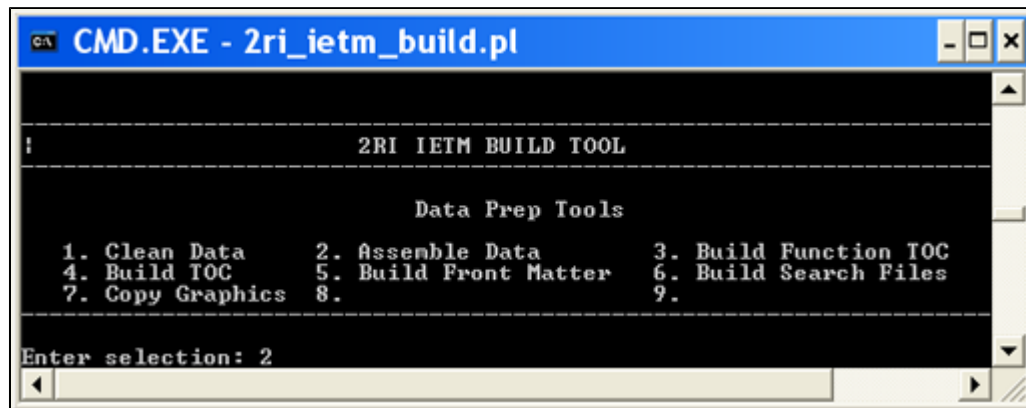 CMD.EXE - 2ri_ietm_build.pl
2RI IETM BUILD TOOL
Data Prep Tools
1. Clean Data 2. Assemble Data 3. Build Function TOC
4. Build TOC 5. Build Front Matter 6. Build Search Files
7. Copy Graphics 8. 9.
Enter selection: 2